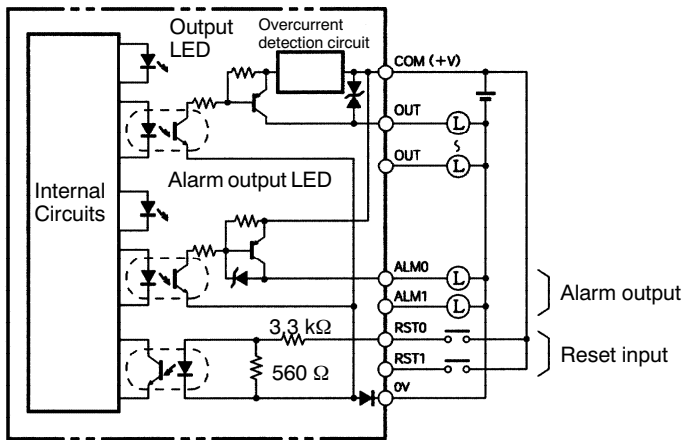 Output
LED
Overcurrent
detection circuit
COM (+V)
OUT
L
OUT
L
Internal
Circuits
Alarm output LED
ALM0
L
ALM1
L
Alarm output
3.3 kΩ
RST0
560 Ω
RST1
Reset input
0V